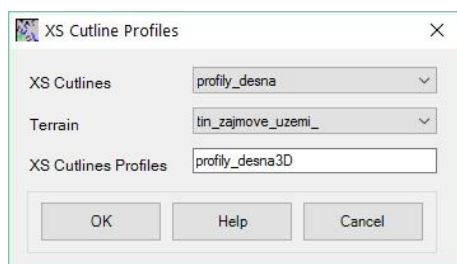 XS Cutline Profiles
XS Cutlines profily_desna
Terrain tin_zajmove_uzemi_
XS Cutlines Profiles profily_desna3D
OK Help Cancel